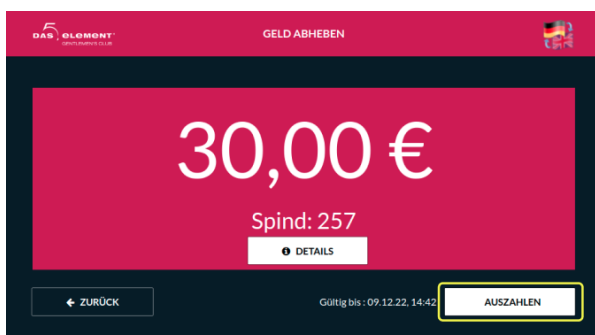 DAS 5 ELEMENT
GENTLEMEN'S CLUB
GELD ABHEBEN
30,00 €
Spind: 257
DETAILS
ZURÜCK
Gültig bis : 09.12.22, 14:42
AUSZAHLEN